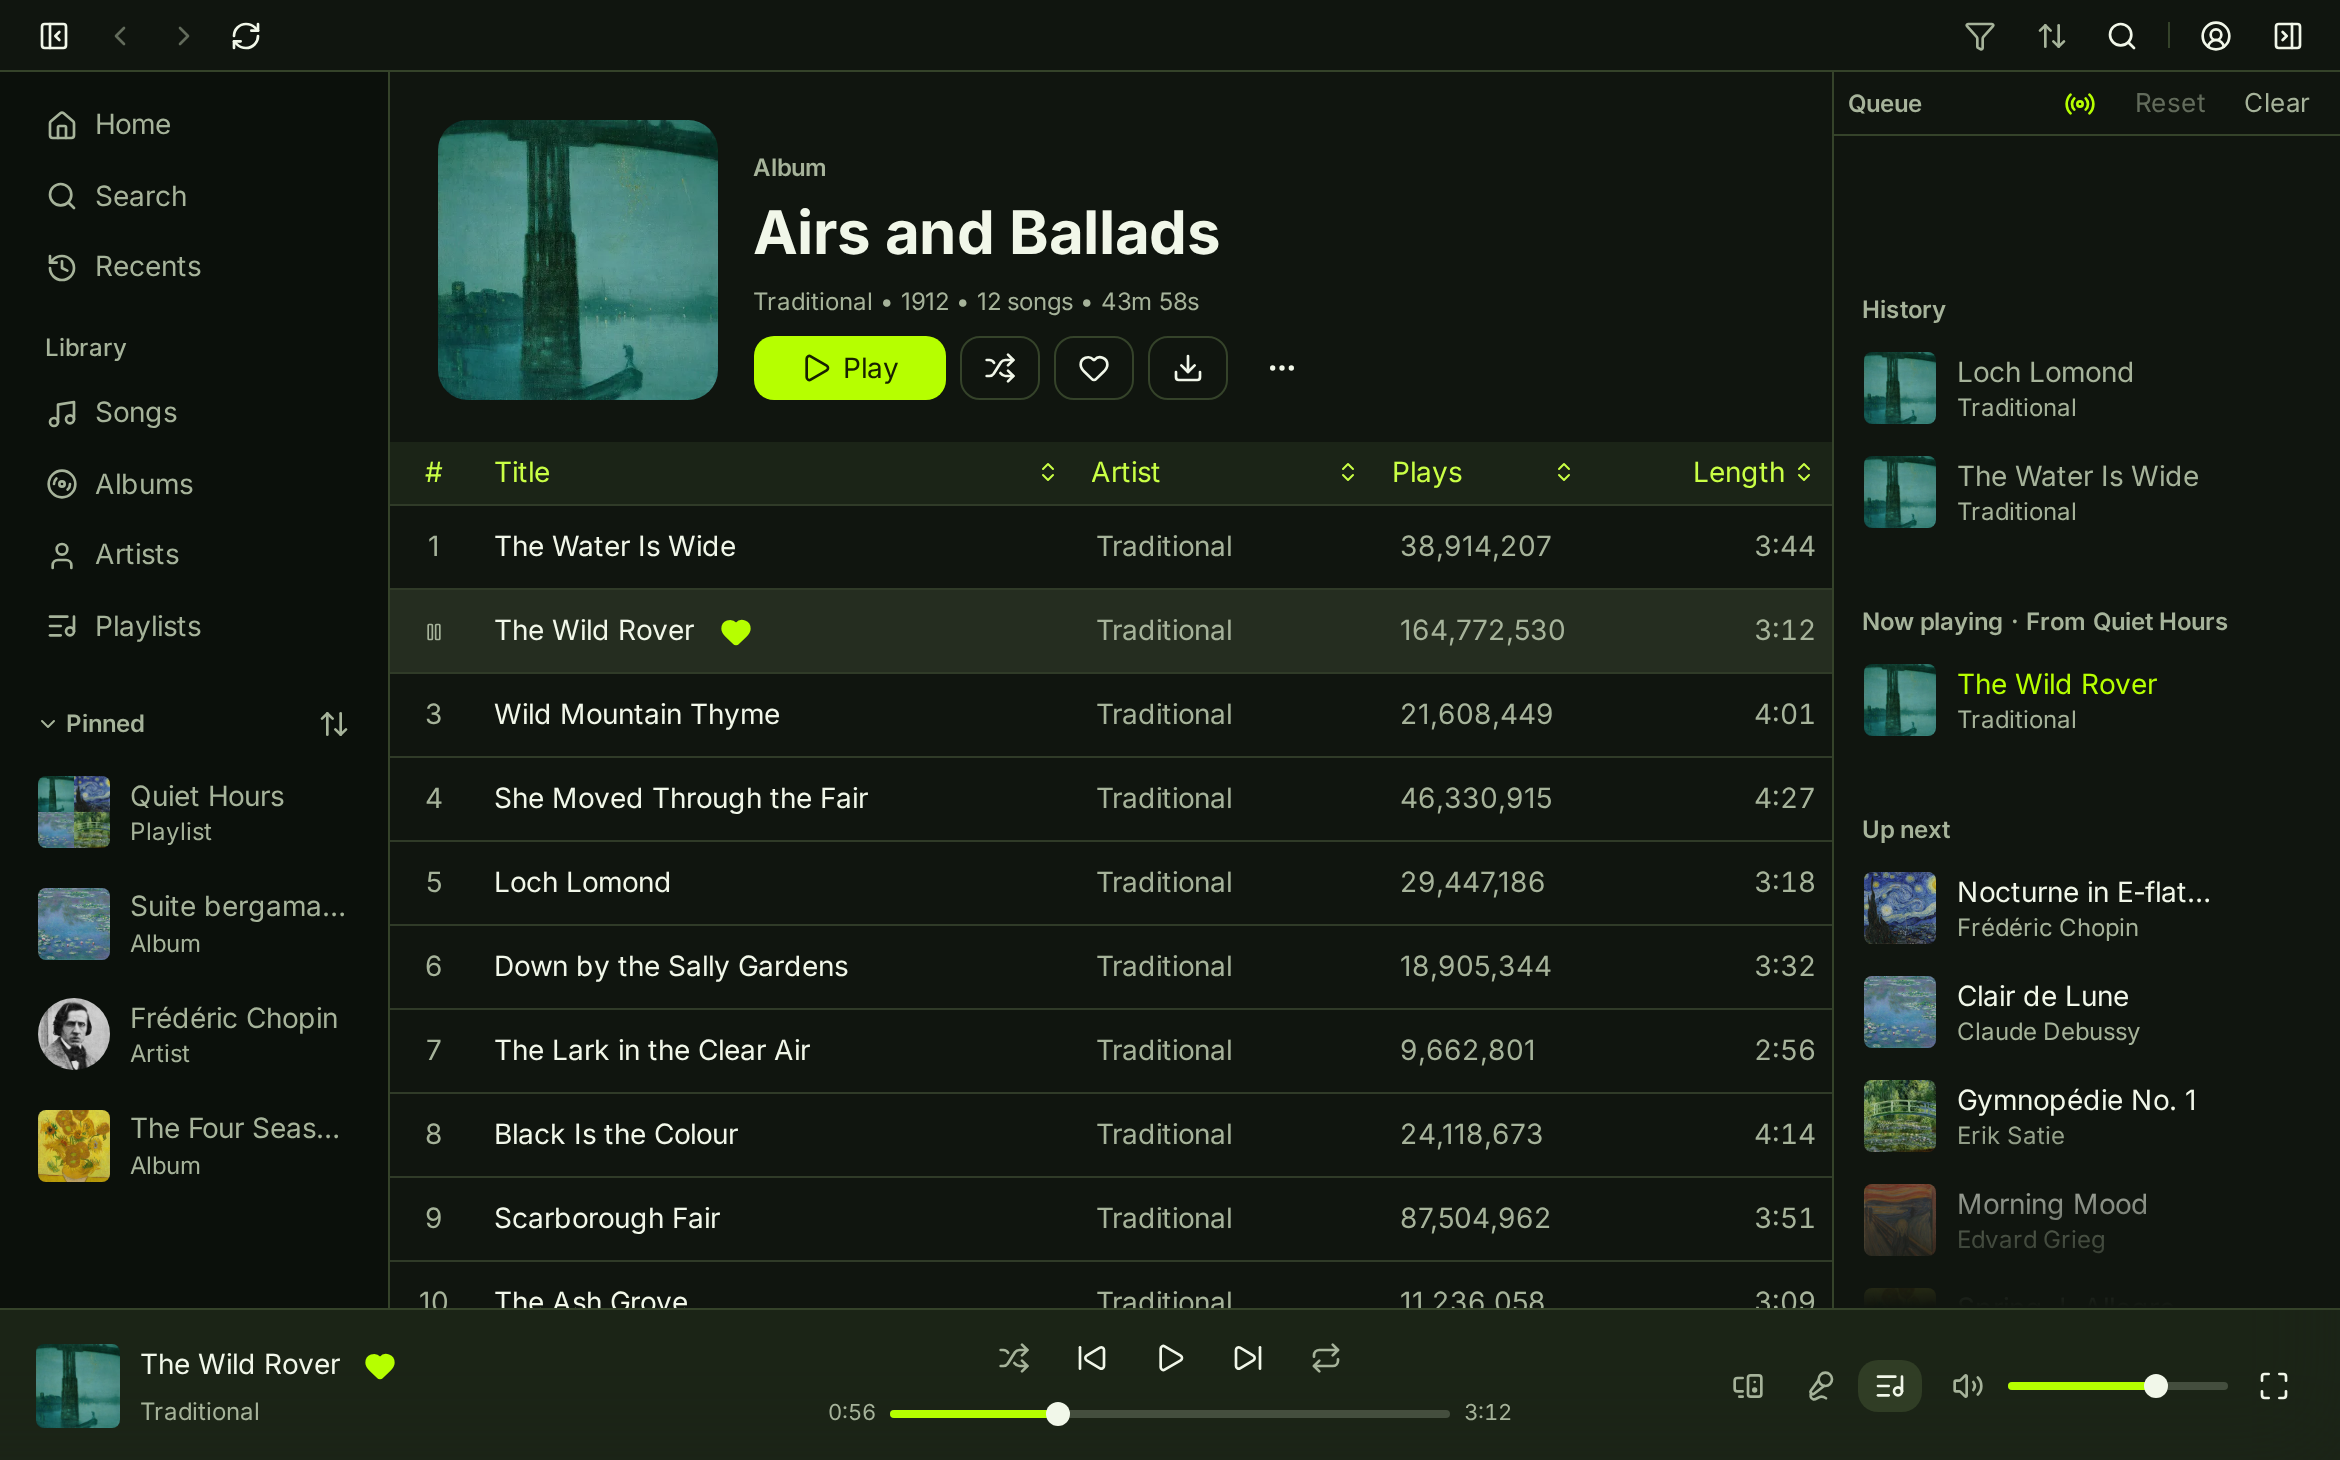 Home
Search
Recents
Library
Songs
Albums
Artists
Playlists
Pinned
Quiet Hours
Playlist
Suite bergama...
Album
Frédéric Chopin
Artist
The Four Seas...
Album
Album
Airs and Ballads
Traditional • 1912 • 12 songs • 43m 58s
Play
# Title Artist Plays Length
1 The Water Is Wide Traditional 38,914,207 3:44
The Wild Rover Traditional 164,772,530 3:12
3 Wild Mountain Thyme Traditional 21,608,449 4:01
4 She Moved Through the Fair Traditional 46,330,915 4:27
5 Loch Lomond Traditional 29,447,186 3:18
6 Down by the Sally Gardens Traditional 18,905,344 3:32
7 The Lark in the Clear Air Traditional 9,662,801 2:56
8 Black Is the Colour Traditional 24,118,673 4:14
9 Scarborough Fair Traditional 87,504,962 3:51
10 The Ash Grove Traditional 11,236,058 3:09
Queue Reset Clear
History
Loch Lomond
Traditional
The Water Is Wide
Traditional
Now playing · From Quiet Hours
The Wild Rover
Traditional
Up next
Nocturne in E-flat...
Frédéric Chopin
Clair de Lune
Claude Debussy
Gymnopédie No. 1
Erik Satie
Morning Mood
Edvard Grieg
The Wild Rover
Traditional
0:56 3:12